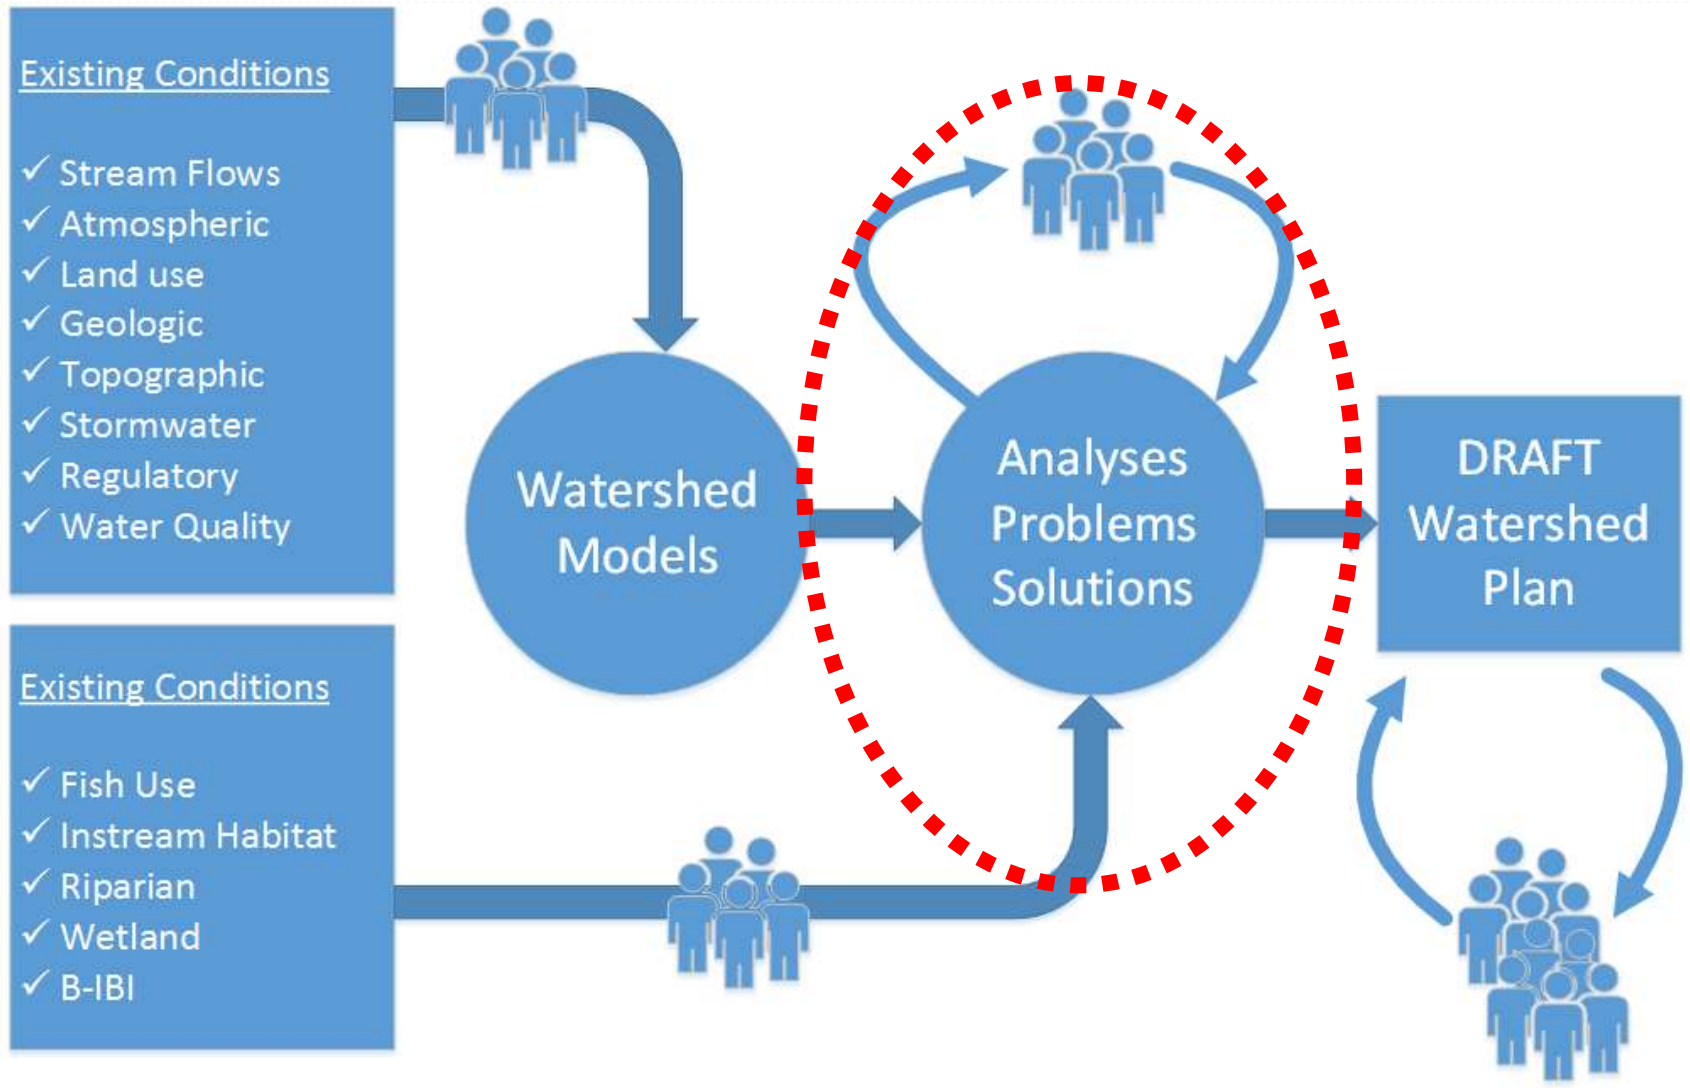 Existing Conditions
✓ Stream Flows
✓ Atmospheric
✓ Land use
✓ Geologic
✓ Topographic
✓ Stormwater
✓ Regulatory
✓ Water Quality
Existing Conditions
✓ Fish Use
✓ Instream Habitat
✓ Riparian
✓ Wetland
✓ B-IBI
Watershed
Models
Analyses
Problems
Solutions
DRAFT
Watershed
Plan